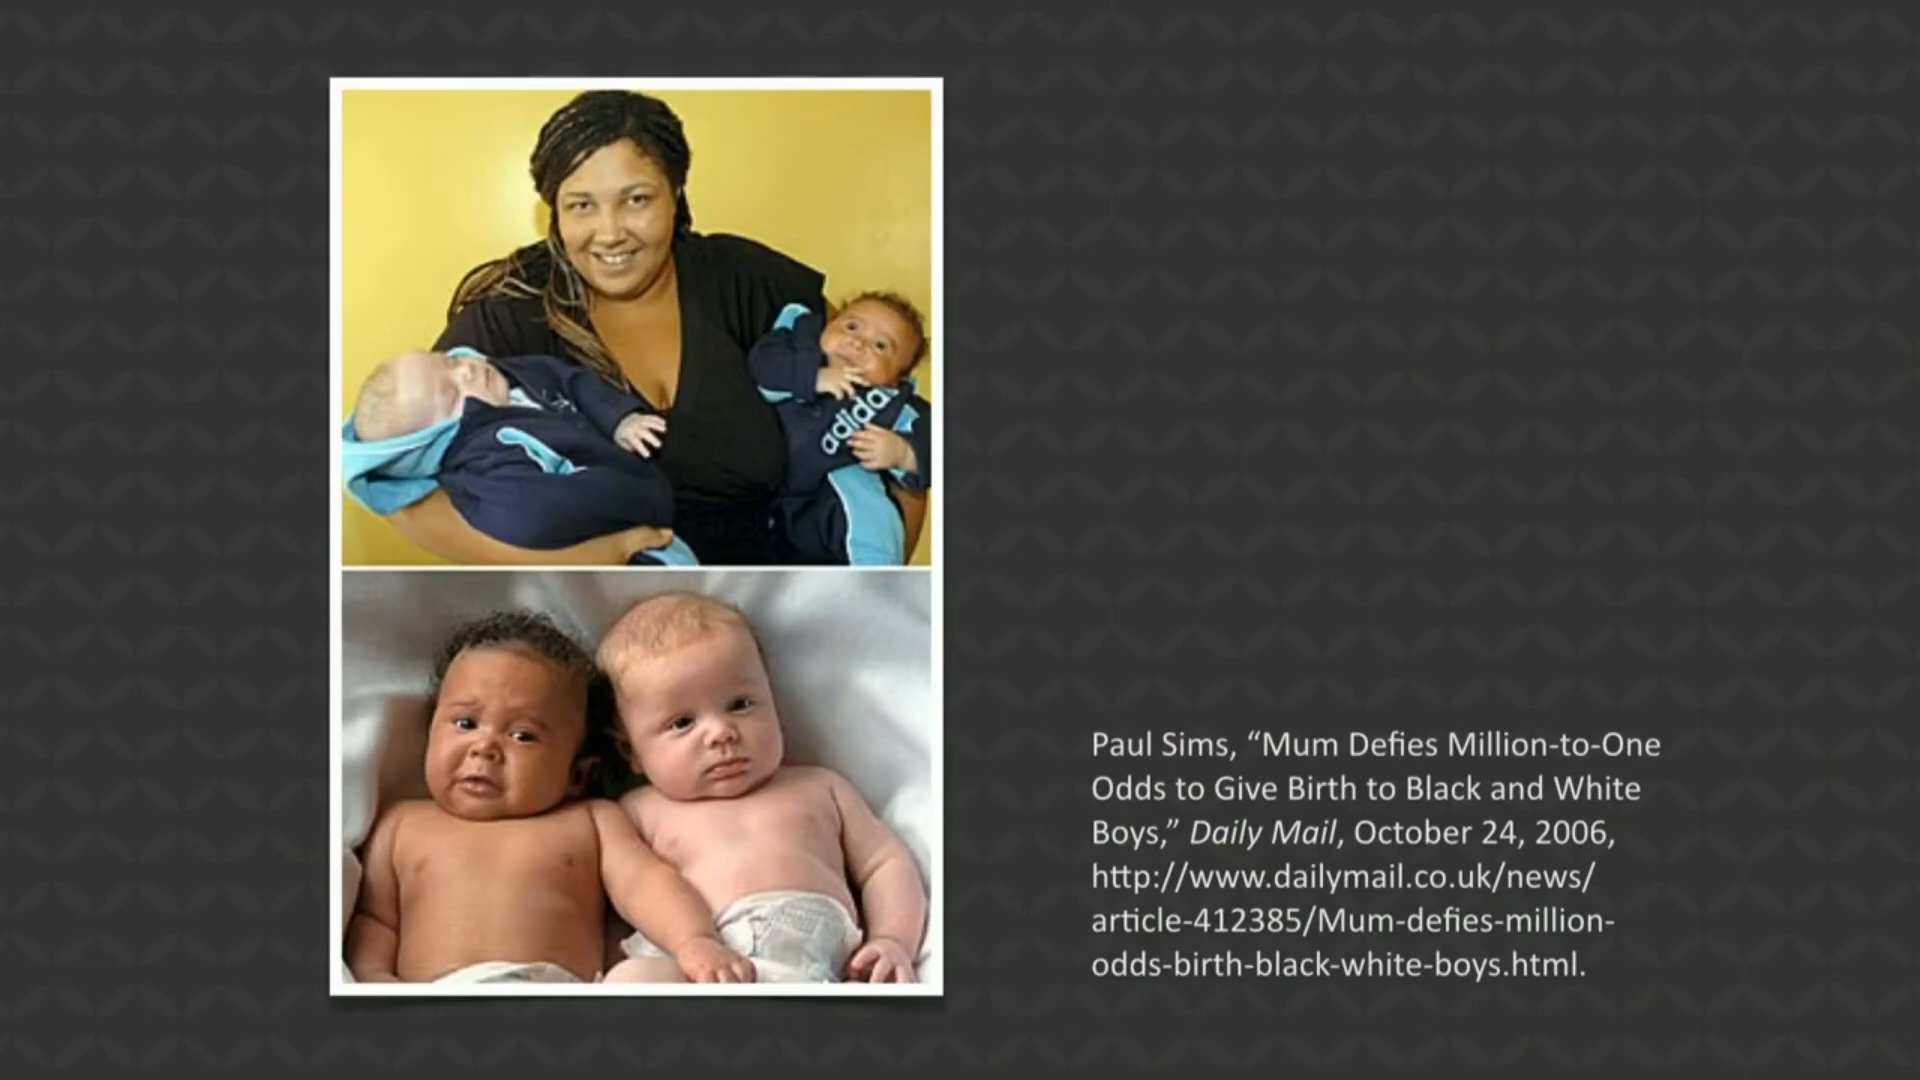 adidas
Paul Sims, “Mum Defies Million-to-One
Odds to Give Birth to Black and White
Boys,” Daily Mail, October 24, 2006,
http://www.dailymail.co.uk/news/
article-412385/Mum-defies-million-
odds-birth-black-white-boys.html.